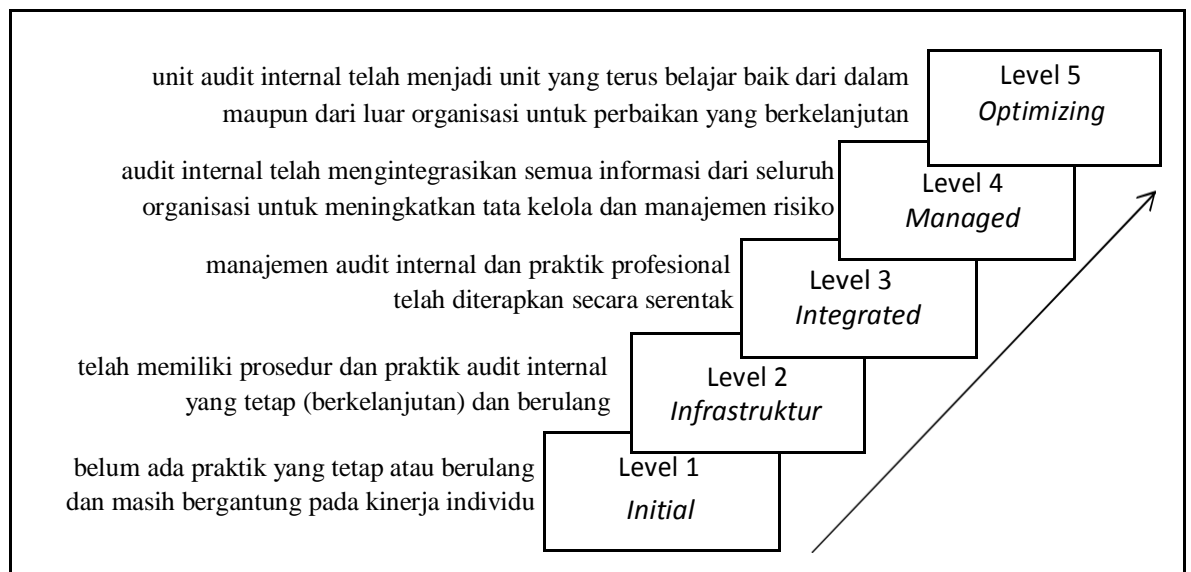 unit audit internal telah menjadi unit yang terus belajar baik dari dalam
maupun dari luar organisasi untuk perbaikan yang berkelanjutan
Level 5
Optimizing
audit internal telah mengintegrasikan semua informasi dari seluruh
organisasi untuk meningkatkan tata kelola dan manajemen risiko
Level 4
Managed
manajemen audit internal dan praktik profesional
telah diterapkan secara serentak
Level 3
Integrated
telah memiliki prosedur dan praktik audit internal
yang tetap (berkelanjutan) dan berulang
Level 2
Infrastruktur
belum ada praktik yang tetap atau berulang
dan masih bergantung pada kinerja individu
Level 1
Initial